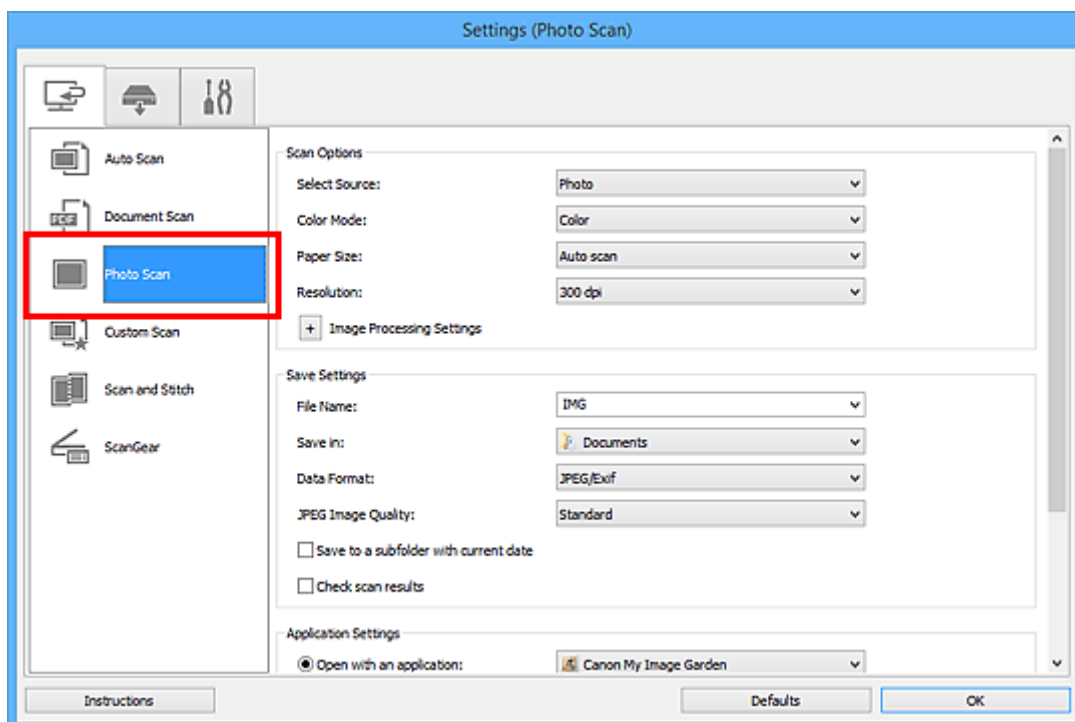 Settings (Photo Scan)
Auto Scan
PDF
Document Scan
Photo Scan
Custom Scan
Scan and Stitch
ScanGear
Scan Options
Select Source: Photo
Color Mode: Color
Paper Size: Auto scan
Resolution: 300 dpi
+ Image Processing Settings
Save Settings
File Name: IMG
Save in: Documents
Data Format: JPEG/Exif
JPEG Image Quality: Standard
Save to a subfolder with current date
Check scan results
Application Settings
Open with an application: Canon My Image Garden
Instructions Defaults OK